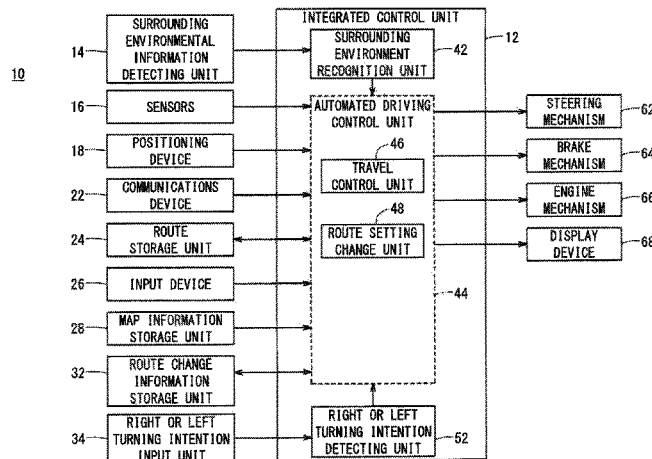 10
14
SURROUNDING
ENVIRONMENTAL
INFORMATION
DETECTING UNIT
16
SENSORS
18
POSITIONING
DEVICE
22
COMMUNICATIONS
DEVICE
24
ROUTE
STORAGE UNIT
26
INPUT DEVICE
28
MAP INFORMATION
STORAGE UNIT
32
ROUTE CHANGE
INFORMATION
STORAGE UNIT
34
RIGHT OR LEFT
TURNING INTENTION
INPUT UNIT
INTEGRATED CONTROL UNIT
12
SURROUNDING
ENVIRONMENT
RECOGNITION UNIT
42
AUTOMATED DRIVING
CONTROL UNIT
46
TRAVEL
CONTROL UNIT
48
ROUTE SETTING
CHANGE UNIT
44
RIGHT OR LEFT
TURNING INTENTION
DETECTING UNIT
52
STEERING
MECHANISM
62
BRAKE
MECHANISM
64
ENGINE
MECHANISM
66
DISPLAY
DEVICE
68